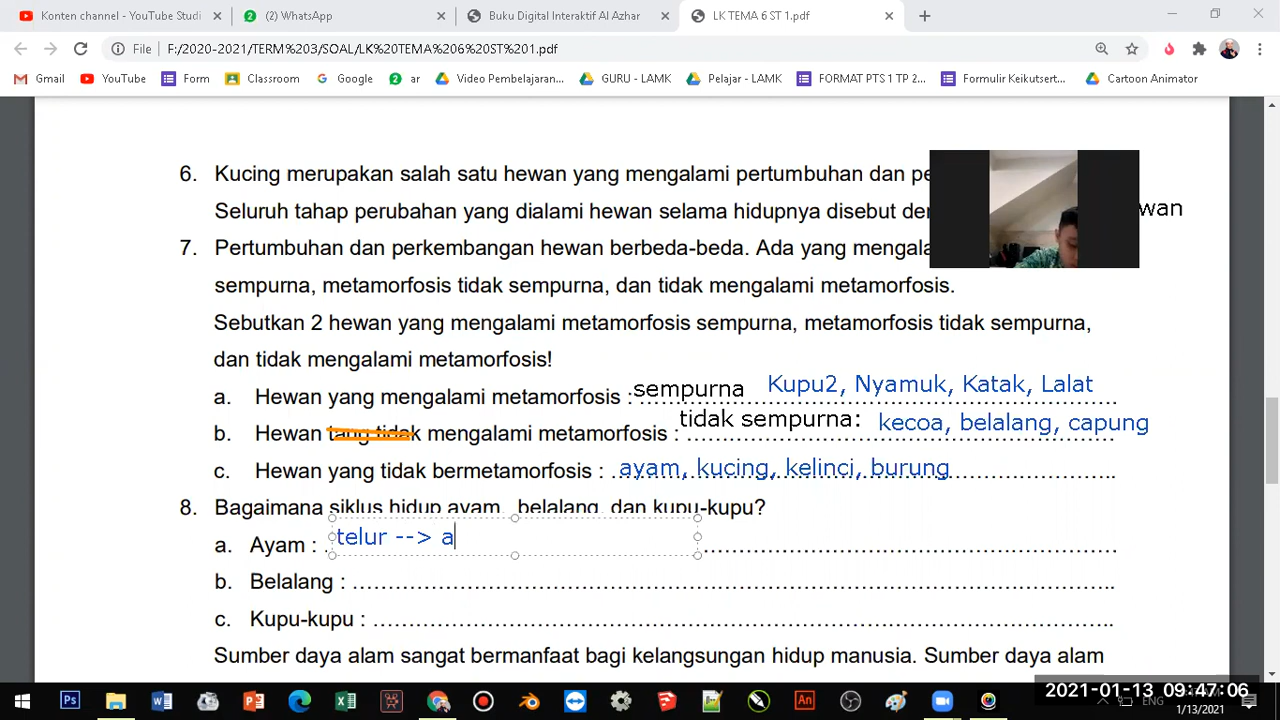 Konten channel - YouTube Studi
(2) WhatsApp
Buku Digital Interaktif Al Azhar
LK TEMA 6 ST 1.pdf
File F:/2020-2021/TERM%203/SOAL/LK%20TEMA%206%20ST%201.pdf
Gmail YouTube Form Classroom Google ar Video Pembelajaran... GURU - LAMK Pelajar - LAMK FORMAT PTS 1 TP 2... Formulir Keikutsert... Cartoon Animator
6. Kucing merupakan salah satu hewan yang mengalami pertumbuhan dan pe
Seluruh tahap perubahan yang dialami hewan selama hidupnya disebut den wan
7. Pertumbuhan dan perkembangan hewan berbeda-beda. Ada yang mengala
sempurna, metamorfosis tidak sempurna, dan tidak mengalami metamorfosis.
Sebutkan 2 hewan yang mengalami metamorfosis sempurna, metamorfosis tidak sempurna,
dan tidak mengalami metamorfosis!
a. Hewan yang mengalami metamorfosis : sempurna Kupu2, Nyamuk, Katak, Lalat
b. Hewan tang tidak mengalami metamorfosis : tidak sempurna: kecoa, belalang, capung
c. Hewan yang tidak bermetamorfosis : ayam, kucing, kelinci, burung
8. Bagaimana siklus hidup ayam, belalang, dan kupu-kupu?
a. Ayam : telur --> a
b. Belalang :
c. Kupu-kupu :
Sumber daya alam sangat bermanfaat bagi kelangsungan hidup manusia. Sumber daya alam
2021-01-13 09:47:06
ENG
1/13/2021